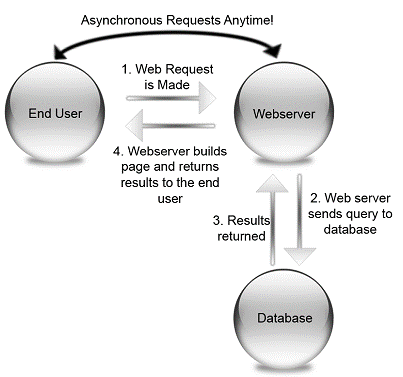 Asynchronous Requests Anytime!
1. Web Request
is Made
End User
Webserver
4. Webserver builds
page and returns
results to the end
user
2. Web server
sends query to
database
3. Results
returned
Database